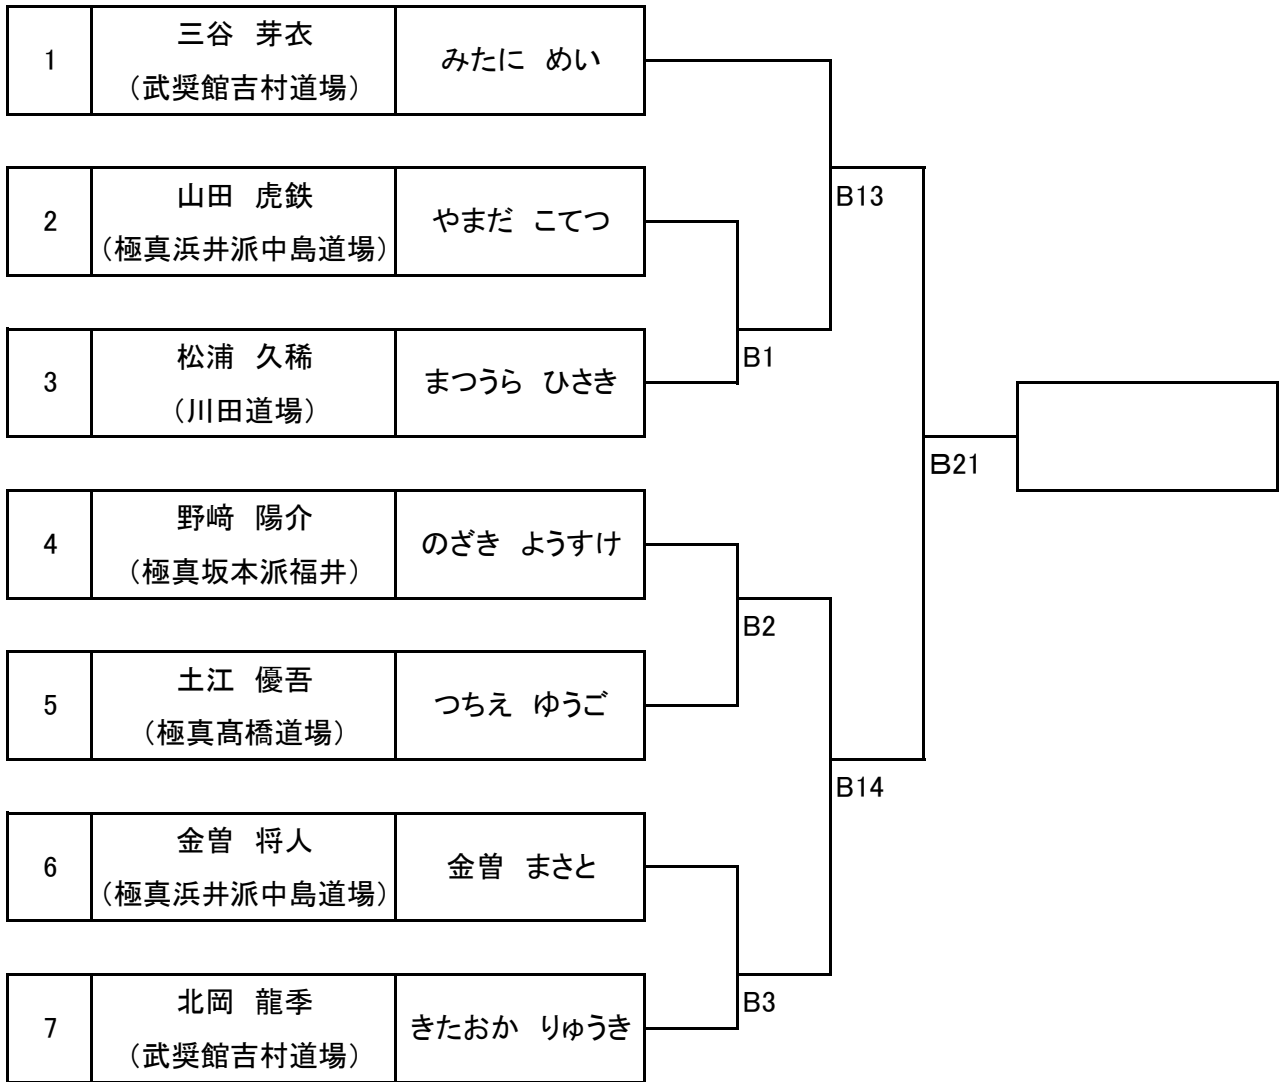 1
三谷　芽衣
（武奨館吉村道場）
みたに　めい
2
山田　虎鉄
（極真浜井派中島道場）
やまだ　こてつ
3
松浦　久稀
（川田道場）
まつうら　ひさき
4
野﨑　陽介
（極真坂本派福井）
のざき　ようすけ
5
土江　優吾
（極真髙橋道場）
つちえ　ゆうご
6
金曽　将人
（極真浜井派中島道場）
金曽　まさと
7
北岡　龍季
（武奨館吉村道場）
きたおか　りゅうき
B1
B2
B3
B13
B14
B21